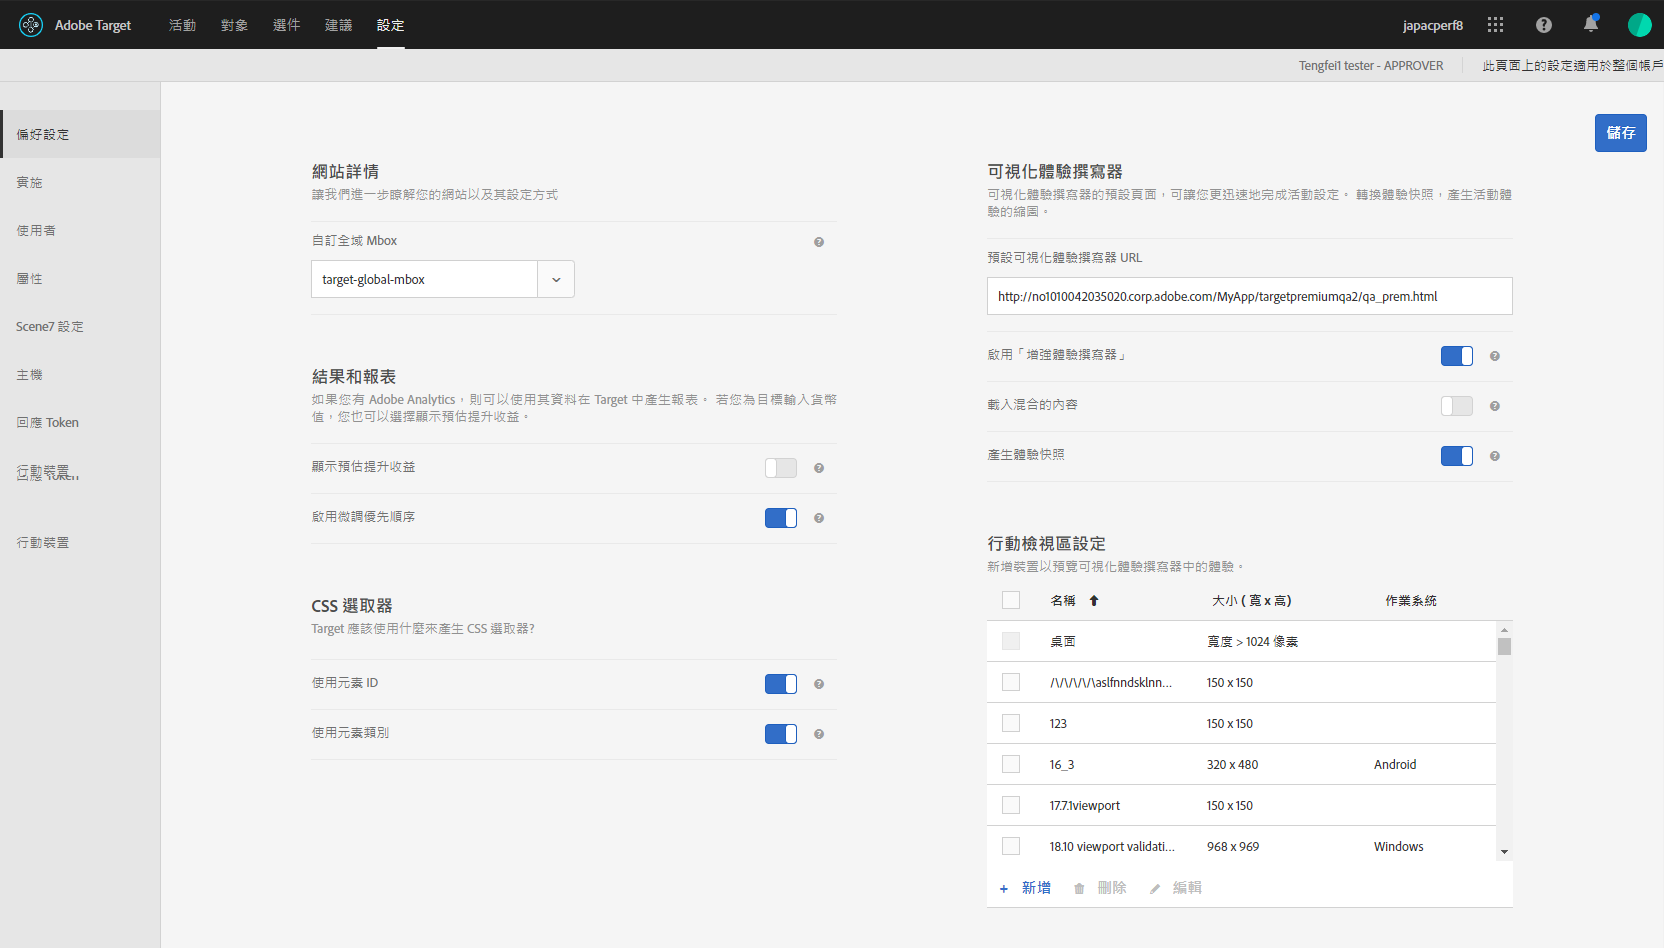 Adobe Target
活動
對象
選件
建議
設定
japacperf8
Tengfei1 tester - APPROVER
此頁面上的設定適用於整個帳戶
偏好設定
實施
使用者
屬性
Scene7 設定
主機
回應 Token
行動裝置
回應 Token
行動裝置
儲存
網站詳情
讓我們進一步瞭解您的網站以及其設定方式
自訂全域 Mbox
target-global-mbox
結果和報表
如果您有 Adobe Analytics，則可以使用其資料在 Target 中產生報表。 若您為目標輸入貨幣
值，您也可以選擇顯示預估提升收益。
顯示預估提升收益
啟用微調優先順序
CSS 選取器
Target 應該使用什麼來產生 CSS 選取器?
使用元素 ID
使用元素類別
可視化體驗撰寫器
可視化體驗撰寫器的預設頁面，可讓您更迅速地完成活動設定。 轉換體驗快照，產生活動體
驗的縮圖。
預設可視化體驗撰寫器 URL
http://no1010042035020.corp.adobe.com/MyApp/targetpremiumqa2/qa_prem.html
啟用「增強體驗撰寫器」
載入混合的內容
產生體驗快照
行動檢視區設定
新增裝置以預覽可視化體驗撰寫器中的體驗。
名稱 大小 ( 寬 x 高) 作業系統
桌面 寬度 > 1024 像素
/\/\/\/\/\aslfnndsklnn... 150 x 150
123 150 x 150
16_3 320 x 480 Android
17.7.1viewport 150 x 150
18.10 viewport validati... 968 x 969 Windows
+ 新增 刪除 編輯